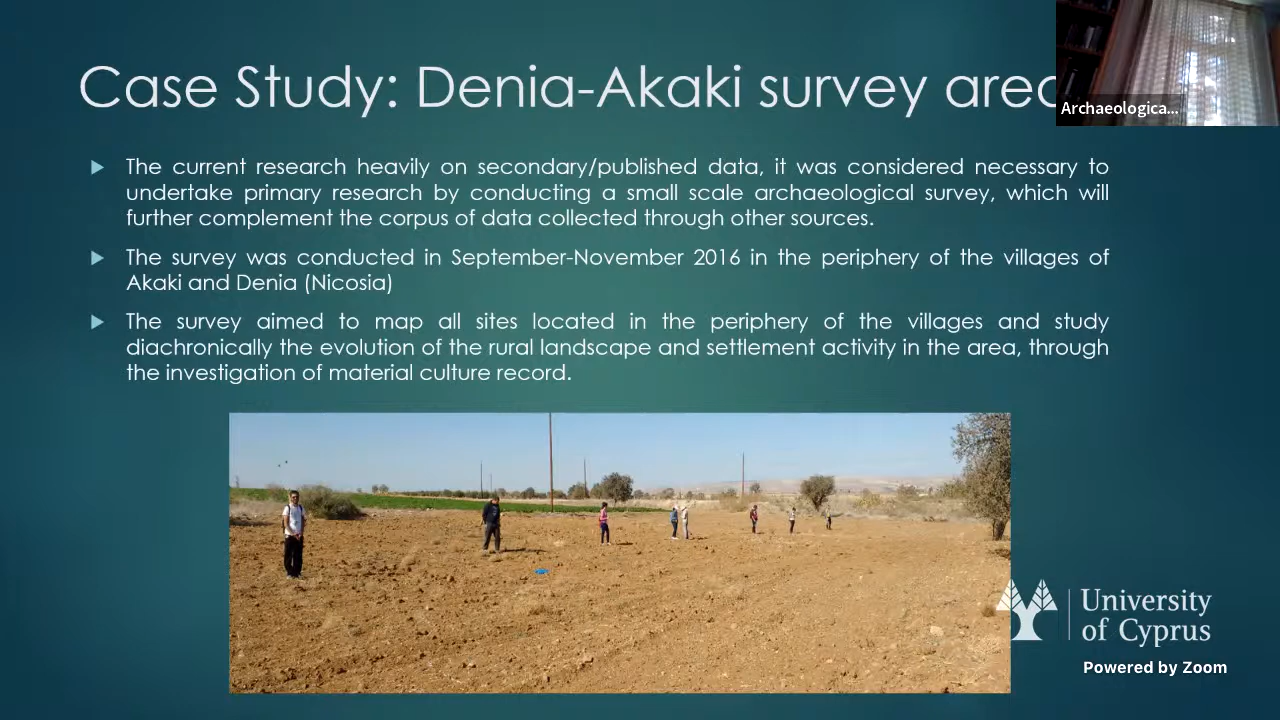 Case Study: Denia-Akaki survey area
Archaeologica...
The current research heavily on secondary/published data, it was considered necessary to
undertake primary research by conducting a small scale archaeological survey, which will
further complement the corpus of data collected through other sources.
The survey was conducted in September-November 2016 in the periphery of the villages of
Akaki and Denia (Nicosia)
The survey aimed to map all sites located in the periphery of the villages and study
diachronically the evolution of the rural landscape and settlement activity in the area, through
the investigation of material culture record.
University
of Cyprus
Powered by Zoom